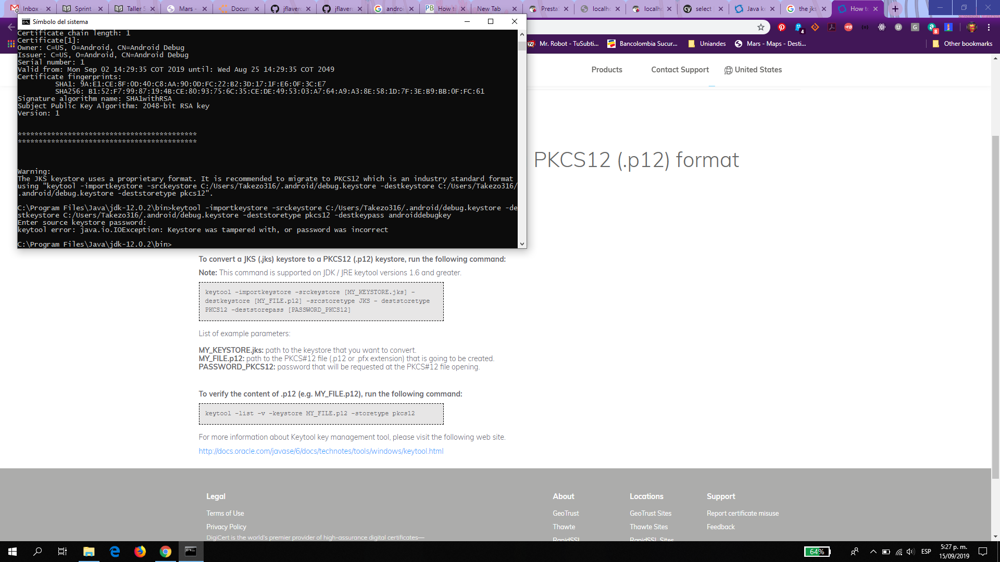 Inbox -
Sprint
Taller S
Mars -
Docum
jflaverd
jflaverd
andro
How t
New Tab
Presta
localho
localho
select
Java k
the jks
How t
Símbolo del sistema
4
8
Mr. Robot - TuSubti...
Bancolombia Sucur...
Uniandes
Mars - Maps - Desti...
Other bookmarks
Certificate chain length: 1
Certificate[1]:
Owner: C=US, O=Android, CN=Android Debug
Issuer: C=US, O=Android, CN=Android Debug
Serial number: 1
Valid from: Mon Sep 02 14:29:35 COT 2019 until: Wed Aug 25 14:29:35 COT 2049
Certificate fingerprints:
SHA1: 9A:E1:CE:8F:0D:40:C8:AA:90:0D:FC:22:B2:3D:17:1F:E6:0F:3C:E7
SHA256: B1:52:F7:99:87:19:4B:CE:80:93:75:6C:35:CE:DE:49:53:03:A7:64:A9:A3:8E:58:1D:7F:3E:B9:BB:0F:FC:61
Signature algorithm name: SHA1withRSA
Subject Public Key Algorithm: 2048-bit RSA key
Version: 1
*******************************************
*******************************************
Warning:
The JKS keystore uses a proprietary format. It is recommended to migrate to PKCS12 which is an industry standard format
using "keytool -importkeystore -srckeystore C:/Users/Takezo316/.android/debug.keystore -destkeystore C:/Users/Takezo316/
.android/debug.keystore -deststoretype pkcs12".
C:\Program Files\Java\jdk-12.0.2\bin>keytool -importkeystore -srckeystore C:/Users/Takezo316/.android/debug.keystore -de
stkeystore C:/Users/Takezo316/.android/debug.keystore -deststoretype pkcs12 -destkeypass androiddebugkey
Enter source keystore password:
keytool error: java.io.IOException: Keystore was tampered with, or password was incorrect
C:\Program Files\Java\jdk-12.0.2\bin>
Products
Contact Support
United States
PKCS12 (.p12) format
To convert a JKS (.jks) keystore to a PKCS12 (.p12) keystore, run the following command:
Note: This command is supported on JDK / JRE keytool versions 1.6 and greater.
keytool -importkeystore -srckeystore [MY_KEYSTORE.jks] -
destkeystore [MY_FILE.p12] -srcstoretype JKS - deststoretype
PKCS12 -deststorepass [PASSWORD_PKCS12]
List of example parameters:
MY_KEYSTORE.jks: path to the keystore that you want to convert.
MY_FILE.p12: path to the PKCS#12 file (.p12 or .pfx extension) that is going to be created.
PASSWORD_PKCS12: password that will be requested at the PKCS#12 file opening.
To verify the content of .p12 (e.g. MY_FILE.p12), run the following command:
keytool -list -v -keystore MY_FILE.p12 -storetype pkcs12
For more information about Keytool key management tool, please visit the following web site.
http://docs.oracle.com/javase/6/docs/technotes/tools/windows/keytool.html
Legal
Terms of Use
Privacy Policy
DigiCert is the world's premier provider of high-assurance digital certificates—
About
GeoTrust
Thawte
RapidSSL
Locations
GeoTrust Sites
Thawte Sites
RapidSSL Sites
Support
Report certificate misuse
Feedback
64%
ESP
5:27 p. m.
15/09/2019